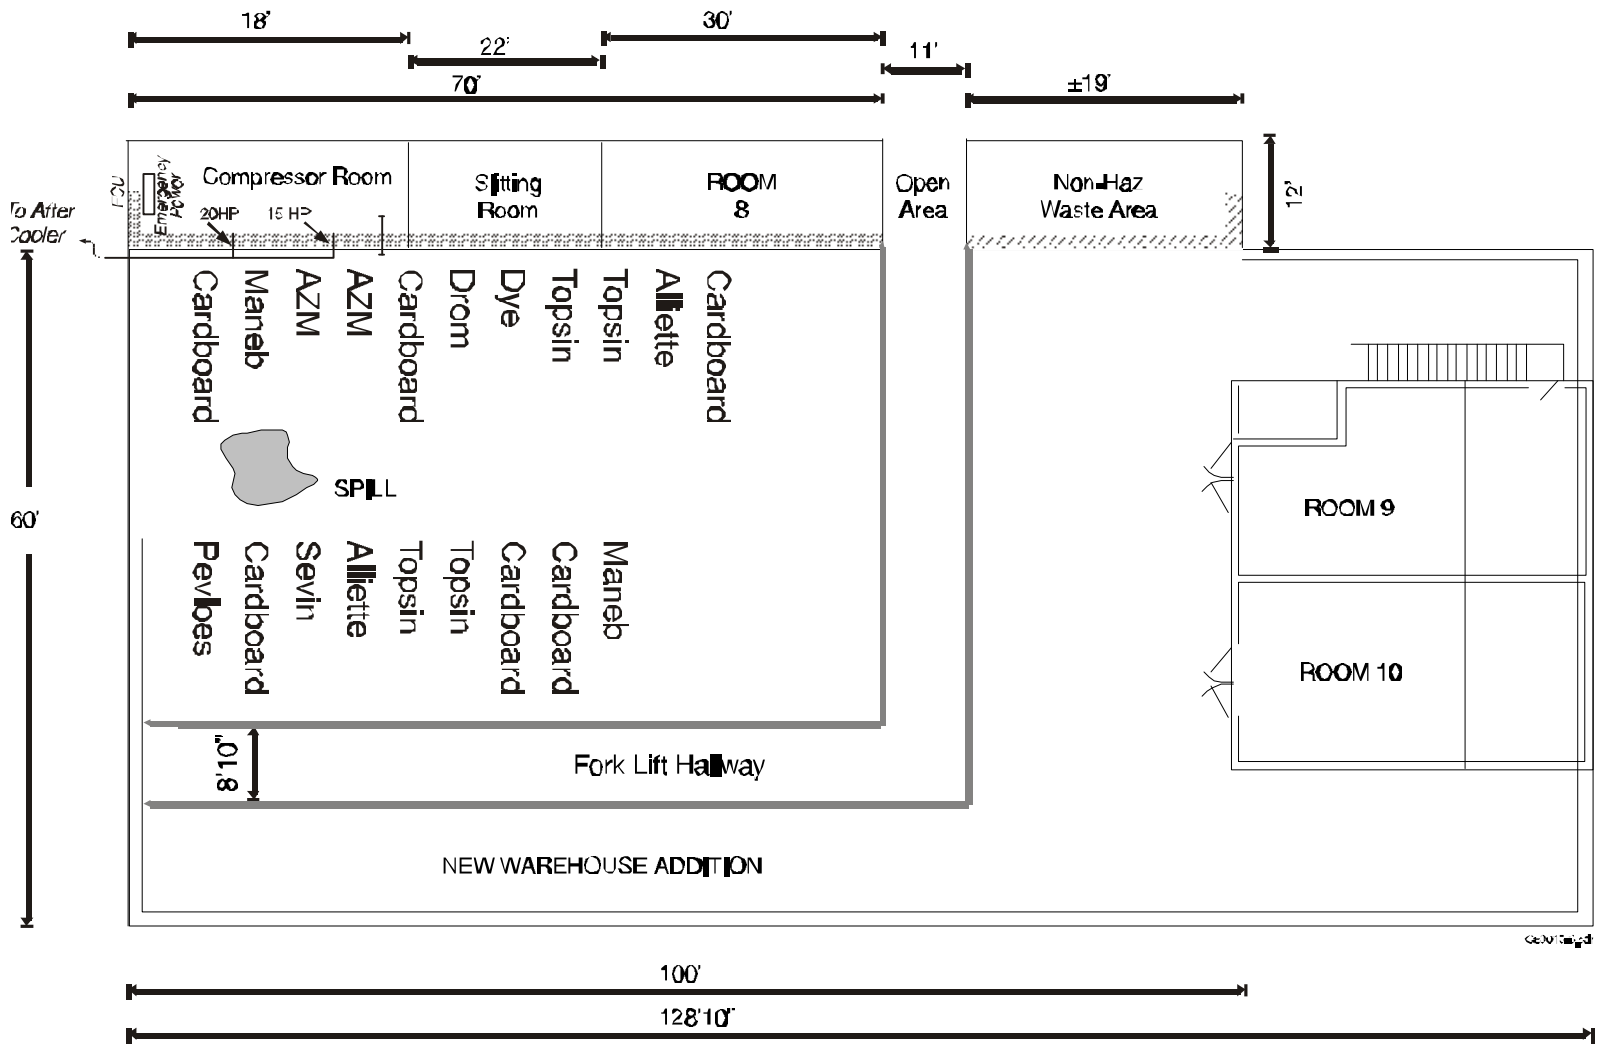 18'
30'
22'
11'
70'
±19'
FCU
Emergency
Power
Compressor Room
Slitting
Room
ROOM
8
Open
Area
Non-Haz
Waste Area
12'
To After
Cooler
20HP
15 HP
Cardboard
Maneb
AZM
AZM
Cardboard
Drom
Dye
Topsin
Topsin
Alliette
Cardboard
SPILL
ROOM 9
60'
Pevlbes
Cardboard
Sevin
Alliette
Topsin
Topsin
Cardboard
Cardboard
Maneb
ROOM 10
8'10"
Fork Lift Hallway
NEW WAREHOUSE ADDITION
100'
128'10"